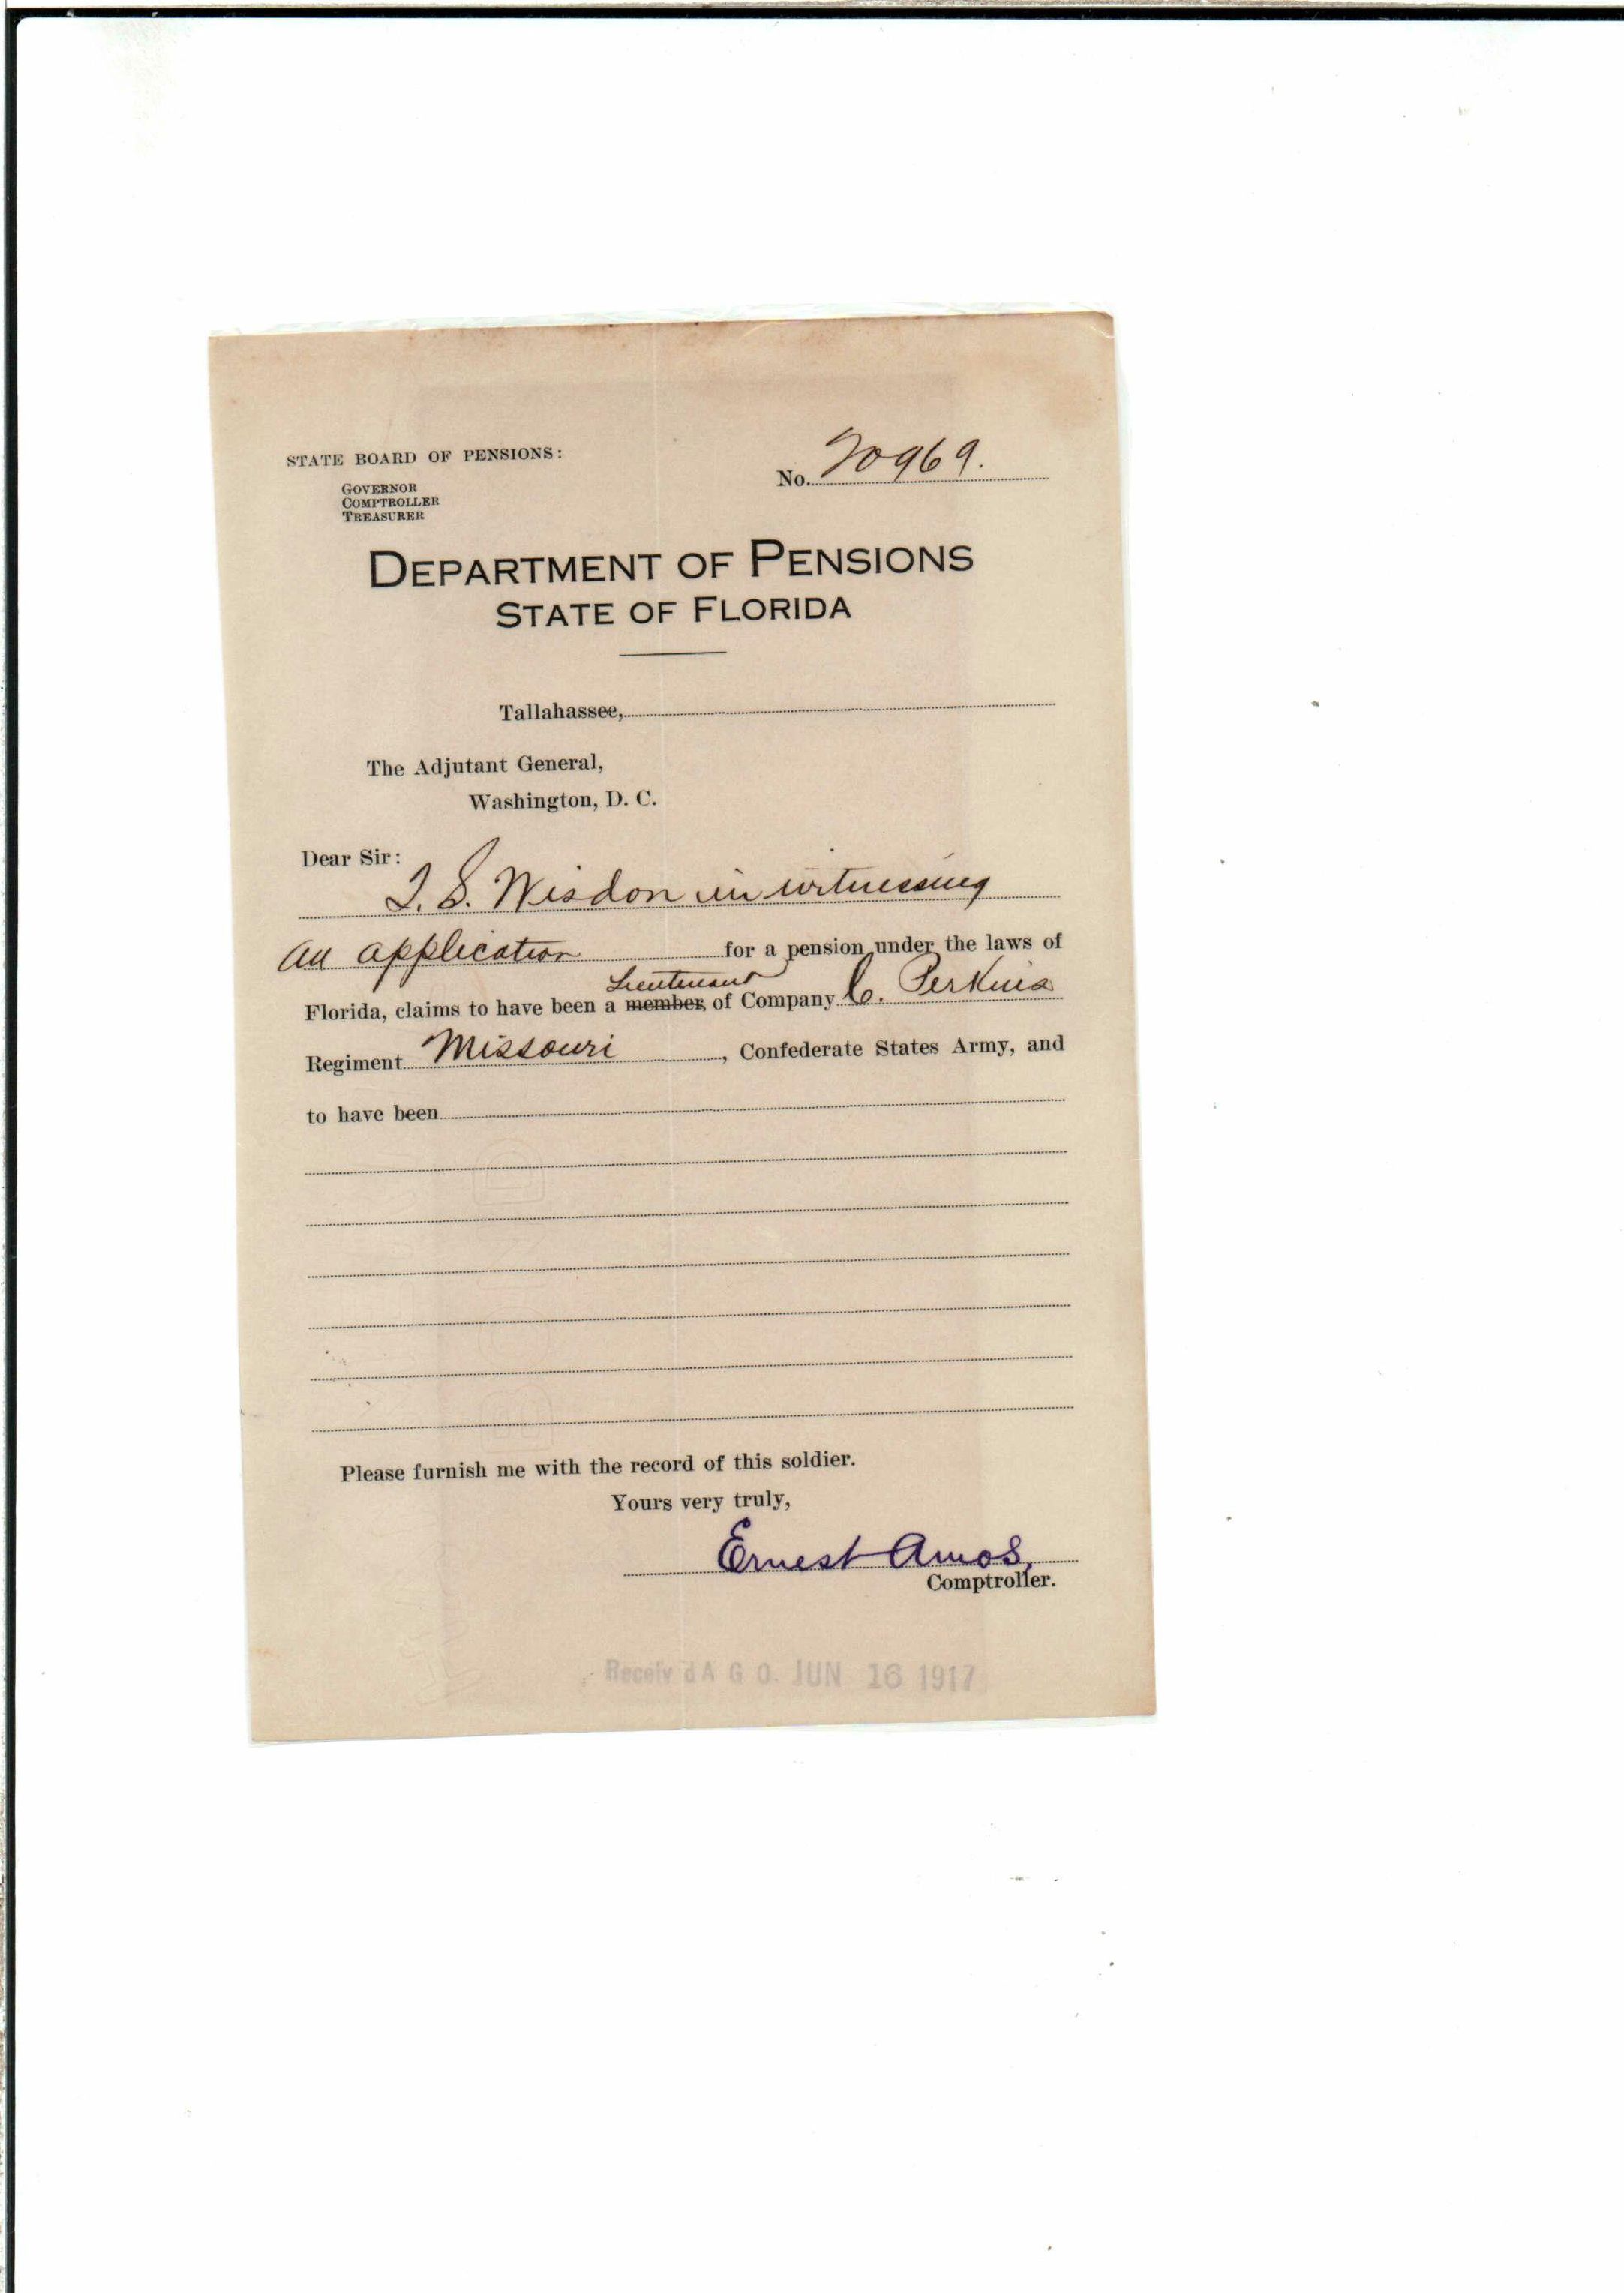 STATE BOARD OF PENSIONS:
GOVERNOR
COMPTROLLER
TREASURER
No. 20969.
DEPARTMENT OF PENSIONS
STATE OF FLORIDA
Tallahassee,
The Adjutant General,
Washington, D. C.
Dear Sir:
S. Wisdon in witnessing
an application for a pension under the laws of
Lieutenant
Florida, claims to have been a member, of Company C. Perkins
Regiment Missouri, Confederate States Army, and
to have been
Please furnish me with the record of this soldier.
Yours very truly,
Ernest Amos,
Comptroller.
Receiv d A G O. JUN 16 1917